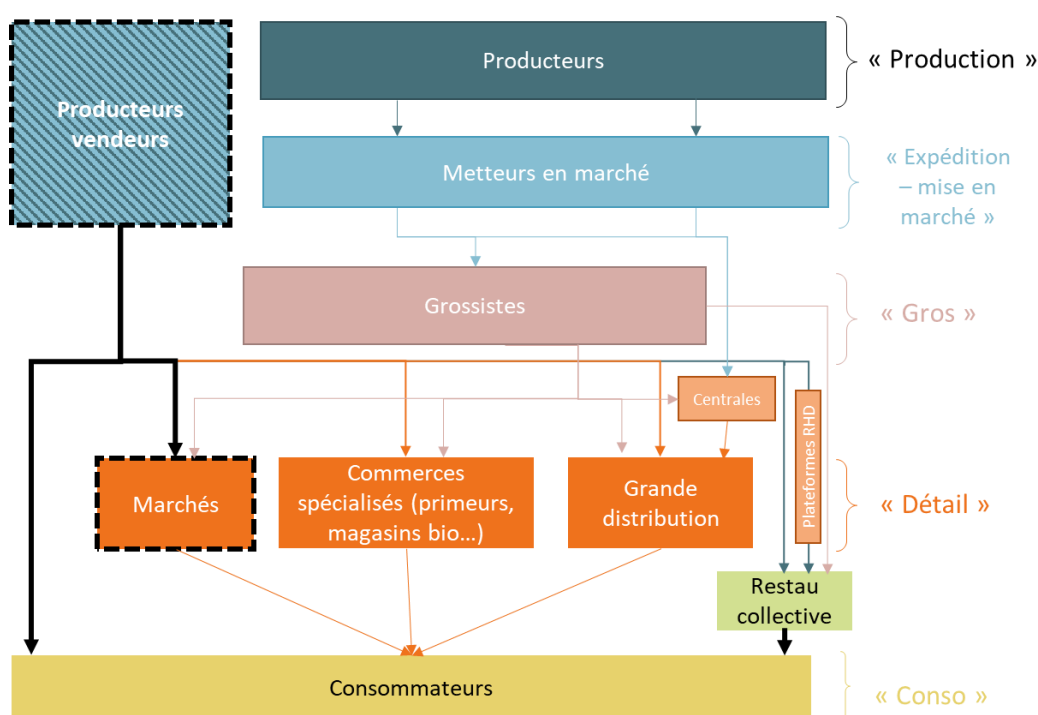 Producteurs
« Production »
Producteurs
vendeurs
Metteurs en marché
« Expédition
– mise en
marché »
Grossistes
« Gros »
Centrales
Plateformes RHD
Marchés
Commerces
spécialisés (primeurs,
magasins bio...)
Grande
distribution
« Détail »
Restau
collective
Consommateurs
« Conso »